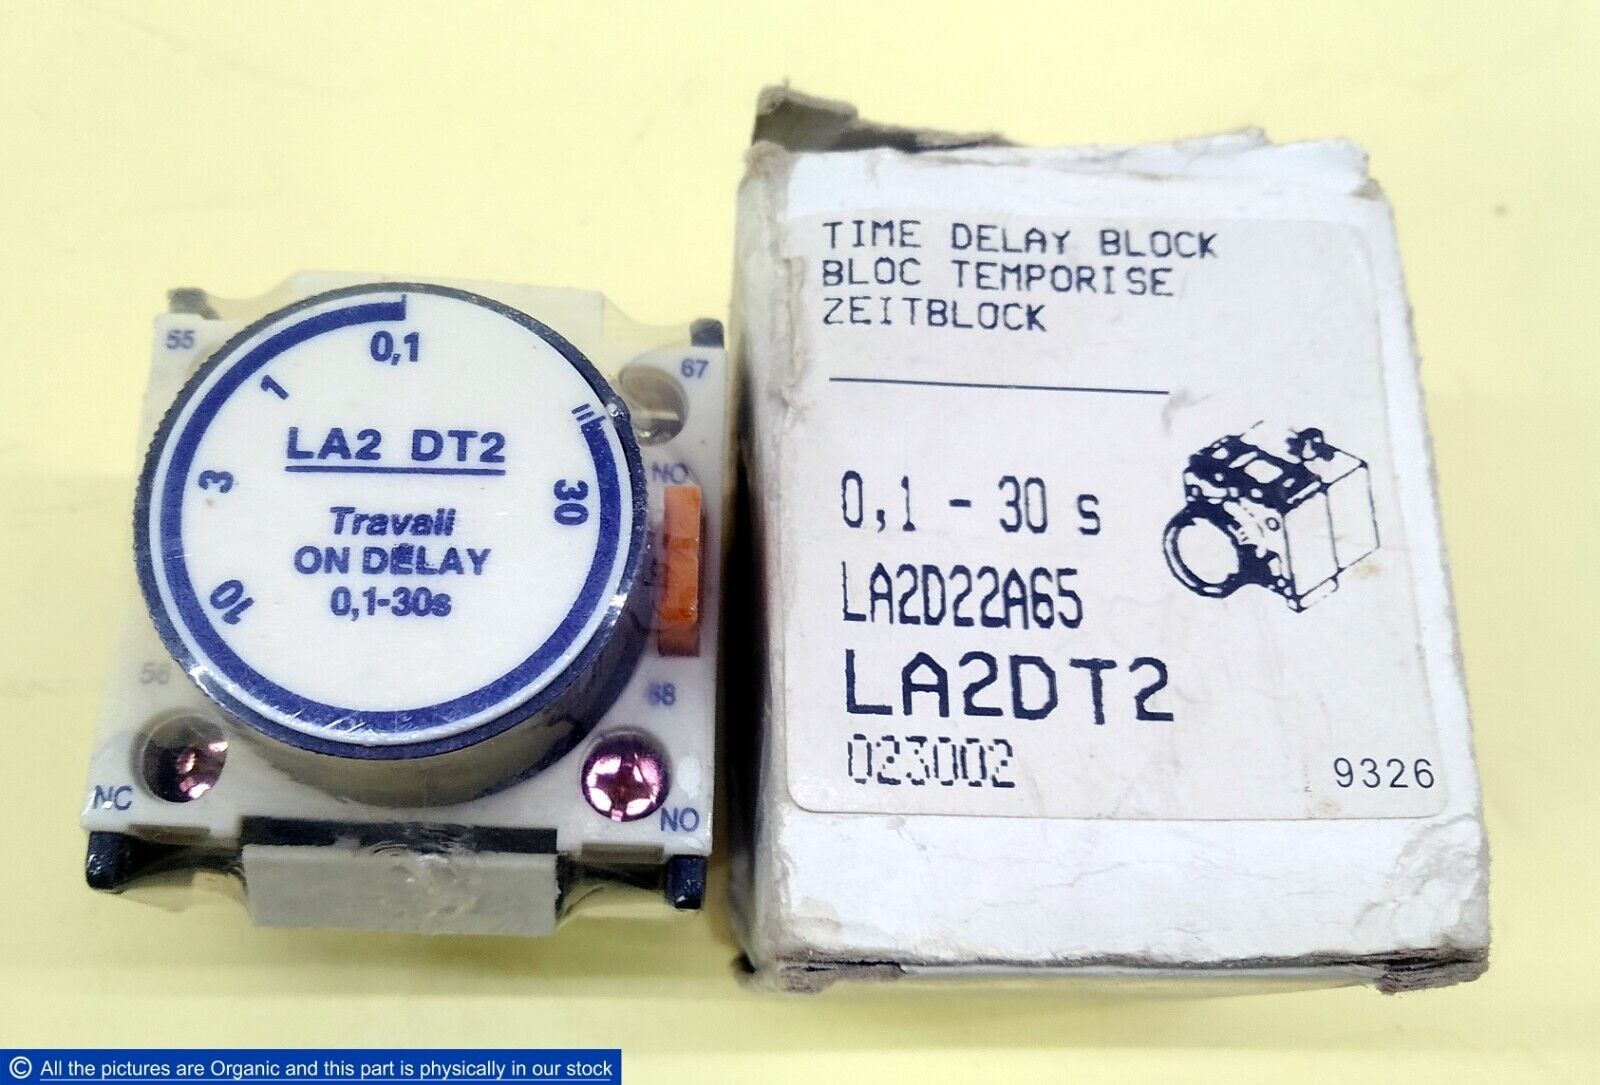 55
67
0,1
1
3
10
30
LA2 DT2
Travail
ON DELAY
0,1-30s
NO
56
68
NC
NO
TIME DELAY BLOCK
BLOC TEMPORISE
ZEITBLOCK
0,1 - 30 s
LA2D22A65
LA2DT2
023002
9326
© All the pictures are Organic and this part is physically in our stock